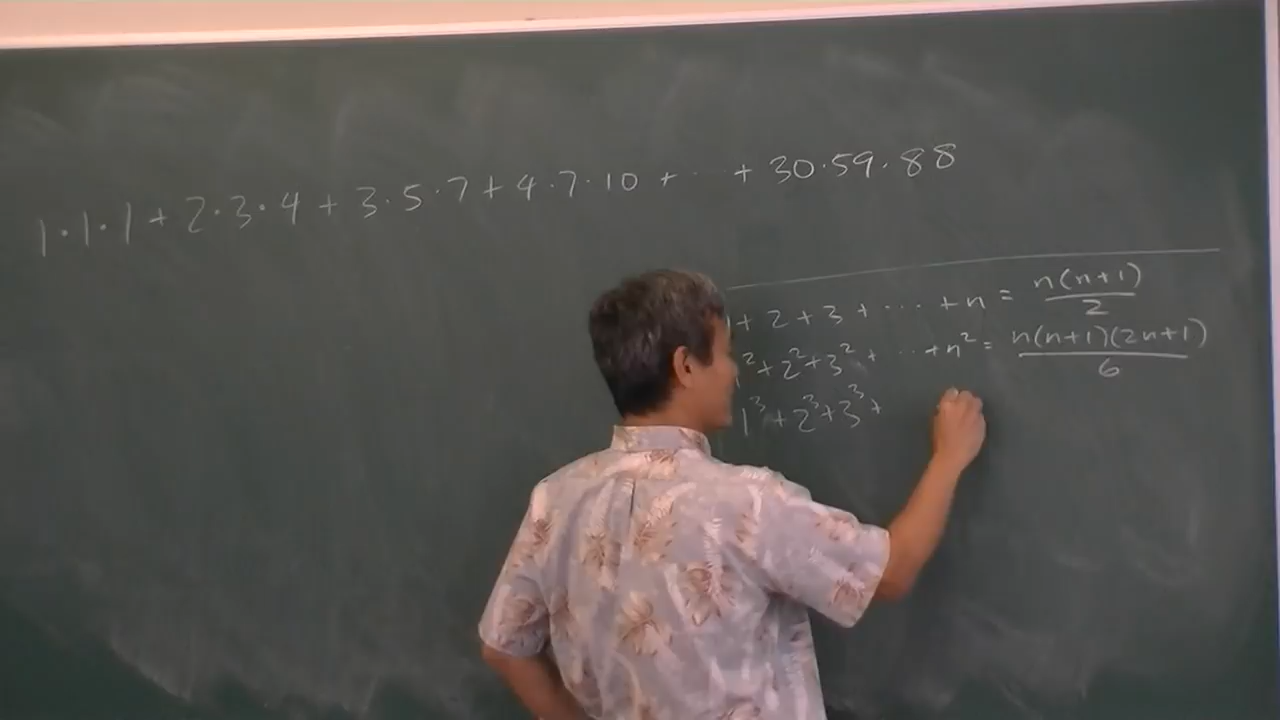 1·1·1 + 2·3·4 + 3·5·7 + 4·7·10 + ··· + 30·59·88
1 + 2 + 3 + ··· + n = n(n+1)/2
1² + 2² + 3² + ··· + n² = n(n+1)(2n+1)/6
1³ + 2³ + 3³ +